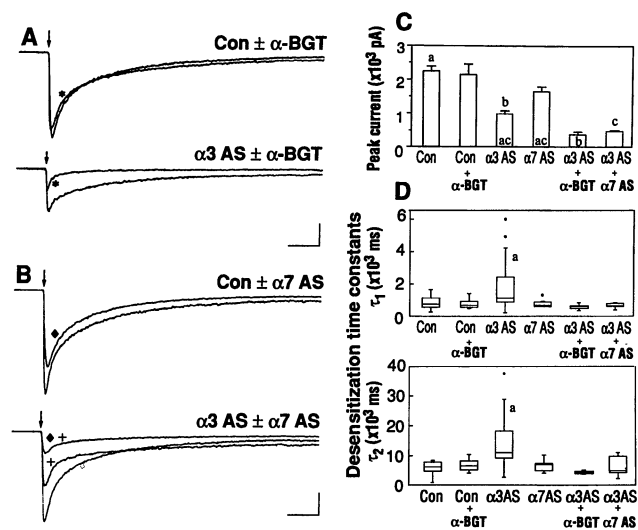 A
Con ± α-BGT
*
α3 AS ± α-BGT
*
B
Con ± α7 AS
◆
α3 AS ± α7 AS
◆ +
+
C
Peak current (x10³ pA)
3
2
1
0
a
b
c
ac
ac
b
Con
Con + α-BGT
α3 AS
α7 AS
α3 AS + α-BGT
α3 AS + α7 AS
D
Desensitization time constants
τ1 (x10³ ms)
6
4
2
0
a
Con
Con + α-BGT
α3 AS
α7 AS
α3 AS + α-BGT
α3 AS + α7 AS
τ2 (x10³ ms)
40
30
20
10
0
a
Con
Con + α-BGT
α3AS
α7AS
α3AS + α-BGT
α3AS + α7 AS